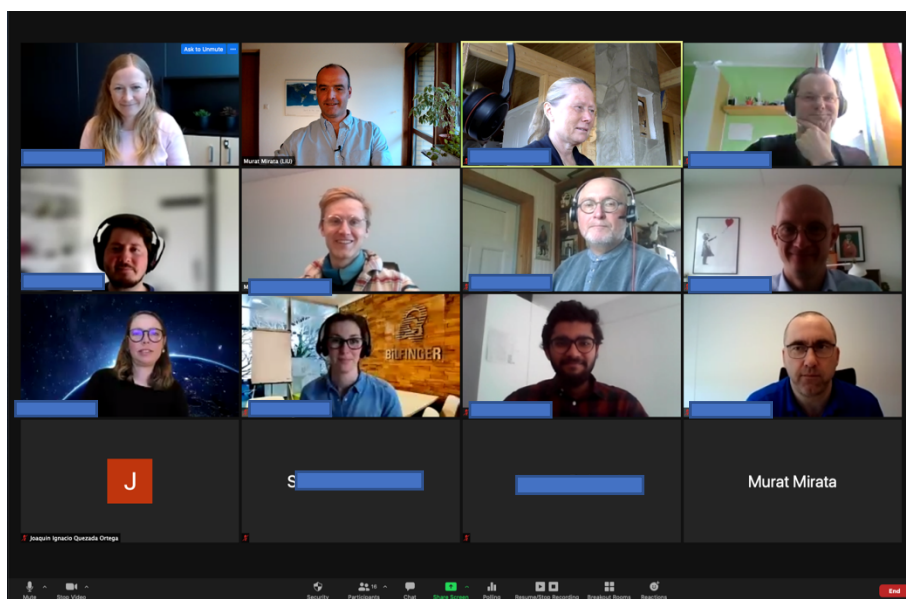 Ask to Unmute ...
Murat Mirata (LIU)
BILFINGER
J
S
Murat Mirata
Joaquin Ignacio Quezada Ortega
Mute
Stop Video
Security
Participants
16
Chat
Share Screen
Polling
Resume/Stop Recording
Breakout Rooms
Reactions
End